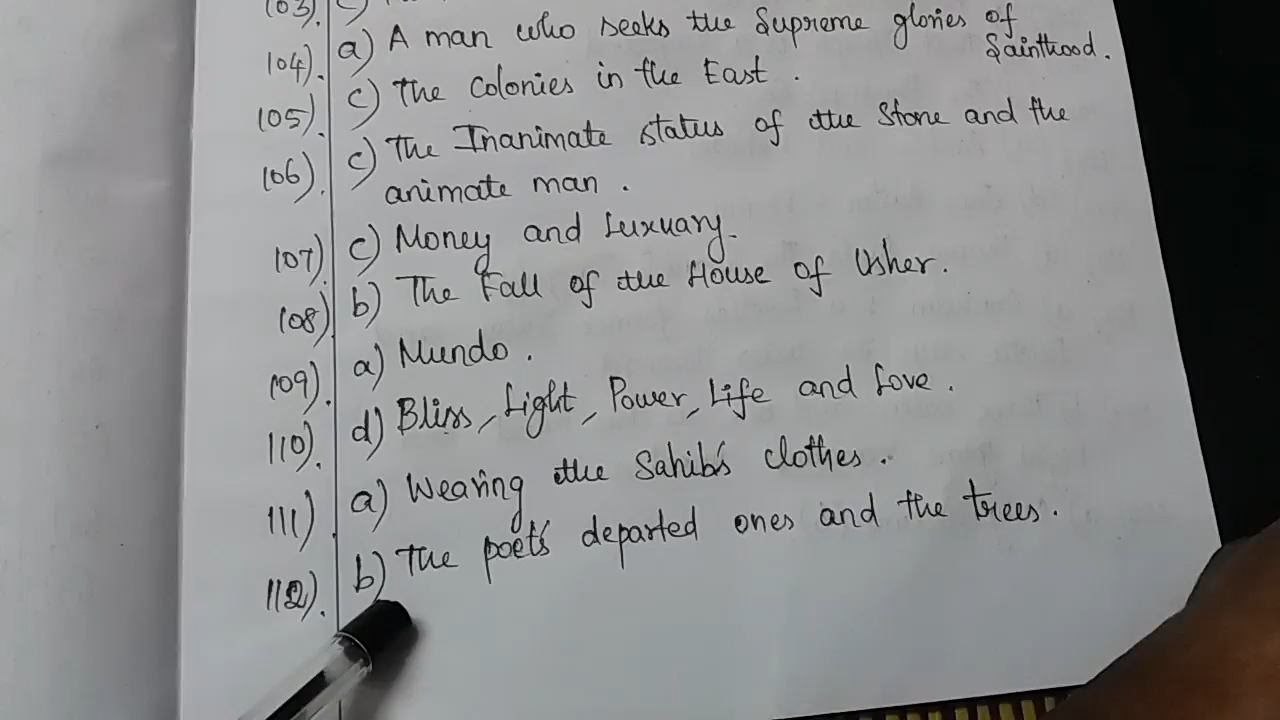 103). c)
104). a) A man who seeks the Supreme glories of
Sainthood.
105). c) The Colonies in the East.
106). c) The Inanimate status of the Stone and the
animate man.
107). c) Money and Luxuary.
108). b) The Fall of the House of Usher.
109). a) Mundo.
110). d) Bliss, Light, Power, Life and Love.
111). a) Wearing the Sahib's clothes.
112). b) The poet's departed ones and the trees.